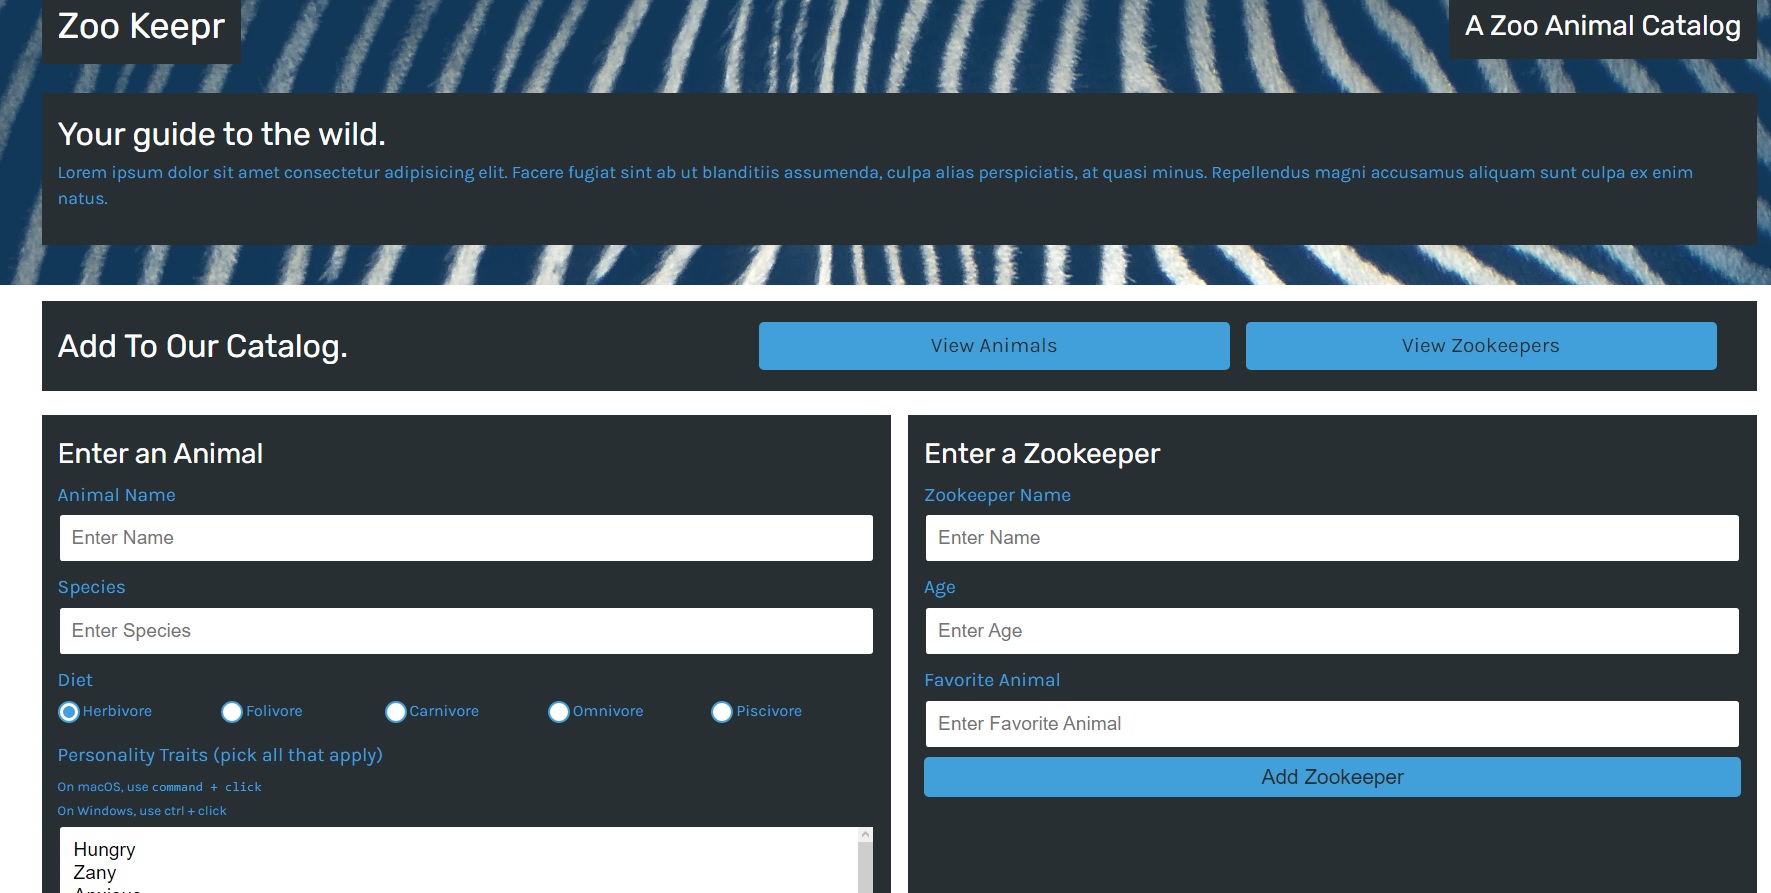 Zoo Keepr
A Zoo Animal Catalog
Your guide to the wild.
Lorem ipsum dolor sit amet consectetur adipisicing elit. Facere fugiat sint ab ut blanditiis assumenda, culpa alias perspiciatis, at quasi minus. Repellendus magni accusamus aliquam sunt culpa ex enim
natus.
Add To Our Catalog.
View Animals
View Zookeepers
Enter an Animal
Animal Name
Enter Name
Species
Enter Species
Diet
Herbivore Folivore Carnivore Omnivore Piscivore
Personality Traits (pick all that apply)
On macOS, use command + click
On Windows, use ctrl + click
Hungry
Zany
Anxious
Enter a Zookeeper
Zookeeper Name
Enter Name
Age
Enter Age
Favorite Animal
Enter Favorite Animal
Add Zookeeper